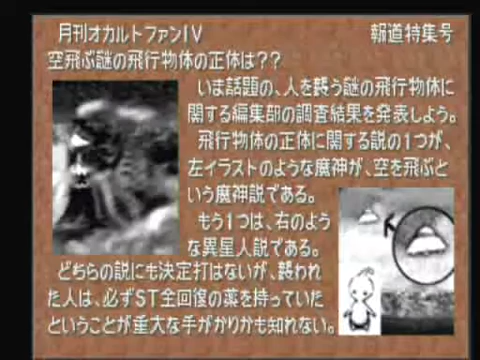 月刊オカルトファンⅣ 報道特集号
空飛ぶ謎の飛行物体の正体は??
いま話題の、人を襲う謎の飛行物体に
関する編集部の調査結果を発表しよう。
飛行物体の正体に関する説の1つが、
左イラストのような魔神が、空を飛ぶと
いう魔神説である。
もう1つは、右のよう
な異星人説である。
どちらの説にも決定打はないが、襲われ
た人は、必ずST全回復の薬を持っていた
ということが重大な手がかりかも知れない。